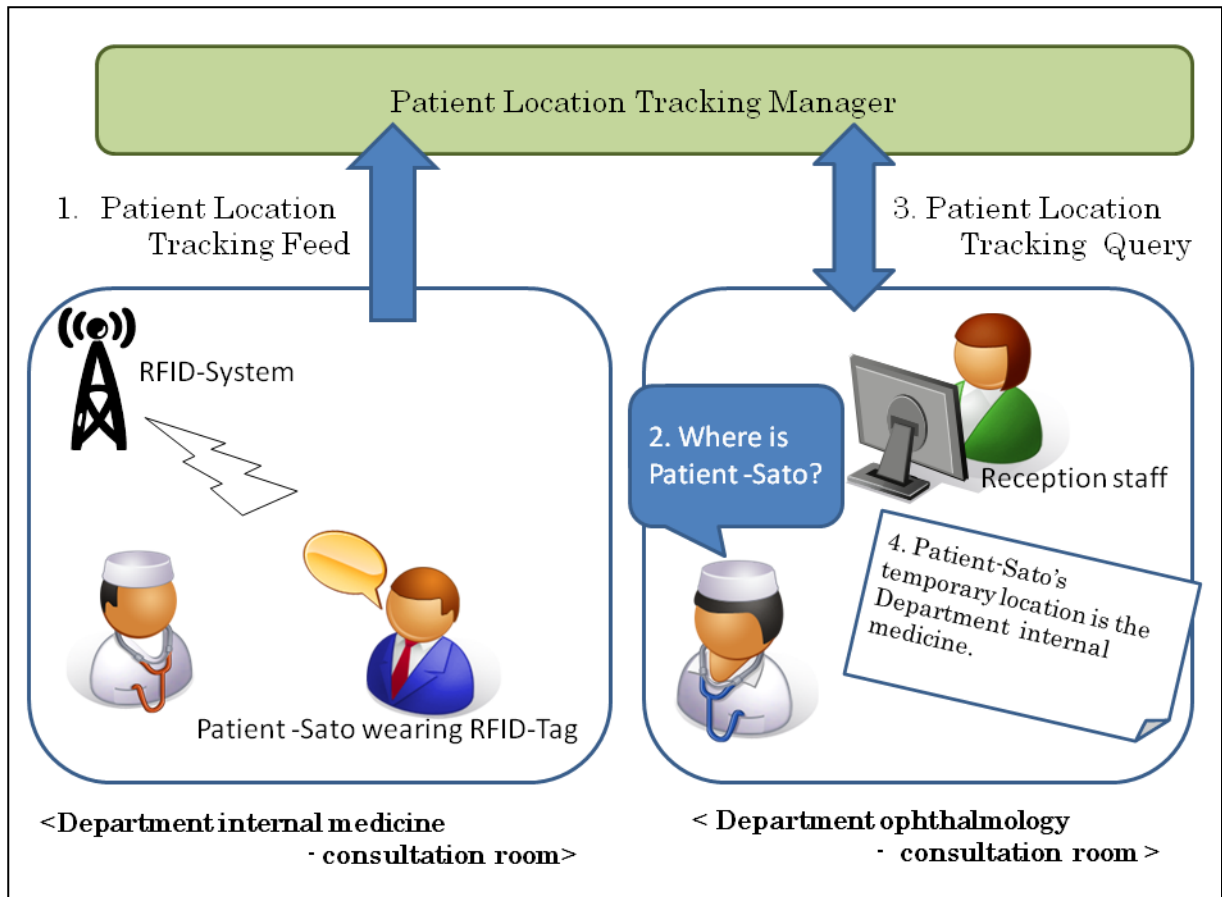 Patient Location Tracking Manager
1. Patient Location
Tracking Feed
3. Patient Location
Tracking Query
RFID-System
Patient -Sato wearing RFID-Tag
2. Where is
Patient -Sato?
Reception staff
4. Patient-Sato's
temporary location is the
Department internal
medicine.
<Department internal medicine
- consultation room>
< Department ophthalmology
- consultation room >